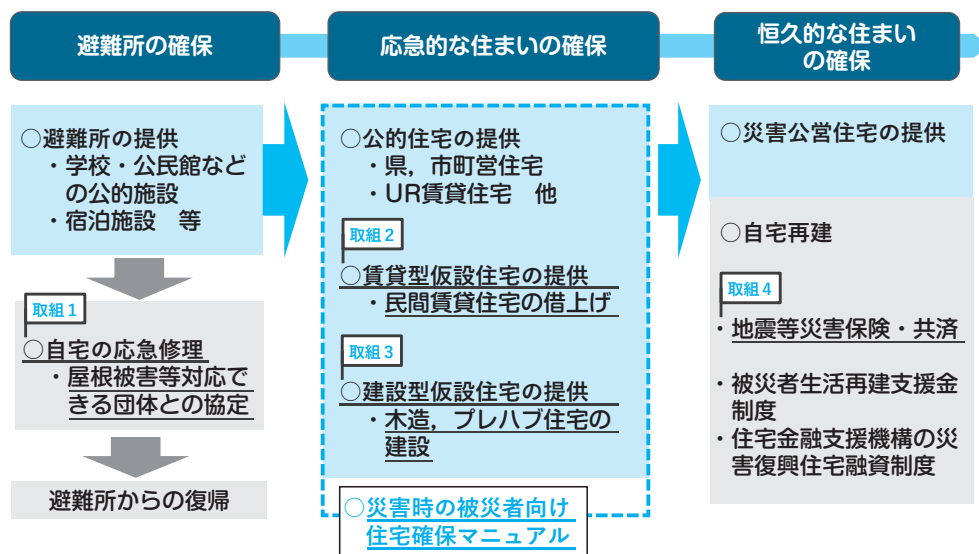 避難所の確保
応急的な住まいの確保
恒久的な住まい
の確保
○避難所の提供
・学校・公民館など
の公的施設
・宿泊施設　等
取組1
○自宅の応急修理
・屋根被害等対応で
きる団体との協定
避難所からの復帰
○公的住宅の提供
・県，市町営住宅
・UR賃貸住宅　他
取組2
○賃貸型仮設住宅の提供
・民間賃貸住宅の借上げ
取組3
○建設型仮設住宅の提供
・木造，プレハブ住宅の
建設
○災害時の被災者向け
住宅確保マニュアル
○災害公営住宅の提供
○自宅再建
取組4
・地震等災害保険・共済
・被災者生活再建支援金
制度
・住宅金融支援機構の災
害復興住宅融資制度